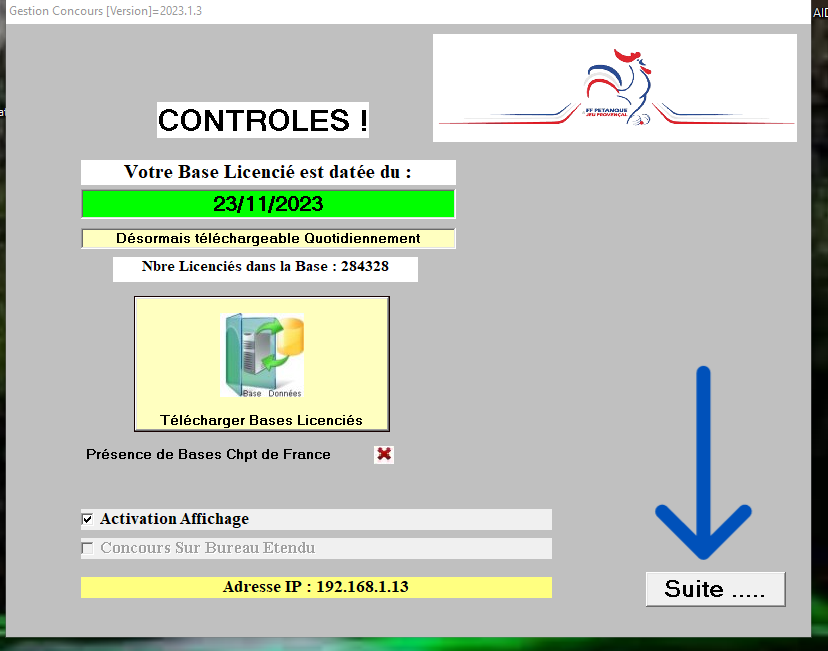 Gestion Concours [Version]=2023.1.3
AID
at
FF PETANQUE
JEU PROVENÇAL
CONTROLES !
Votre Base Licencié est datée du :
23/11/2023
Désormais téléchargeable Quotidiennement
Nbre Licenciés dans la Base : 284328
Base Données
Télécharger Bases Licenciés
Présence de Bases Chpt de France
Activation Affichage
Concours Sur Bureau Etendu
Adresse IP : 192.168.1.13
Suite .....